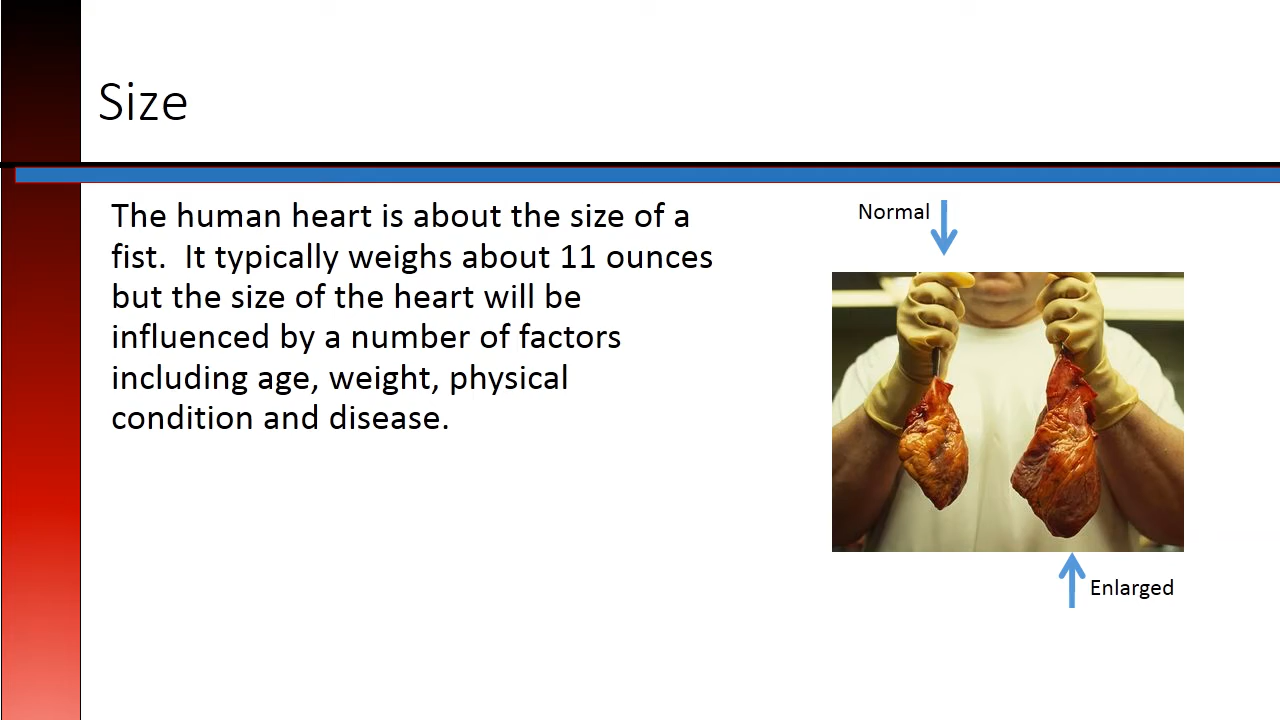 Size
The human heart is about the size of a
fist.  It typically weighs about 11 ounces
but the size of the heart will be
influenced by a number of factors
including age, weight, physical
condition and disease.
Normal
Enlarged